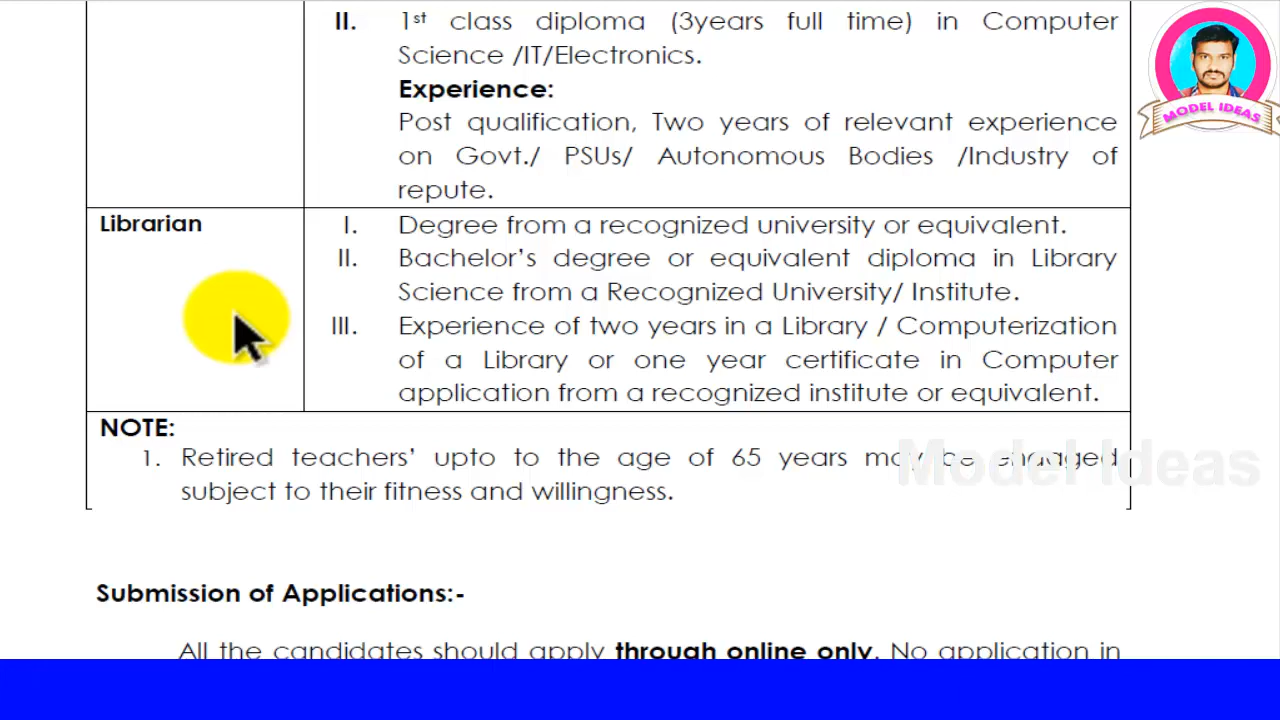 II. 1st class diploma (3years full time) in Computer
Science /IT/Electronics.
Experience:
Post qualification, Two years of relevant experience
on Govt./ PSUs/ Autonomous Bodies /Industry of
repute.
Librarian
I. Degree from a recognized university or equivalent.
II. Bachelor's degree or equivalent diploma in Library
Science from a Recognized University/ Institute.
III. Experience of two years in a Library / Computerization
of a Library or one year certificate in Computer
application from a recognized institute or equivalent.
NOTE:
1. Retired teachers' upto to the age of 65 years may be engaged
subject to their fitness and willingness.
Submission of Applications:-
All the candidates should apply through online only. No application in
MODEL IDEAS
Model Ideas